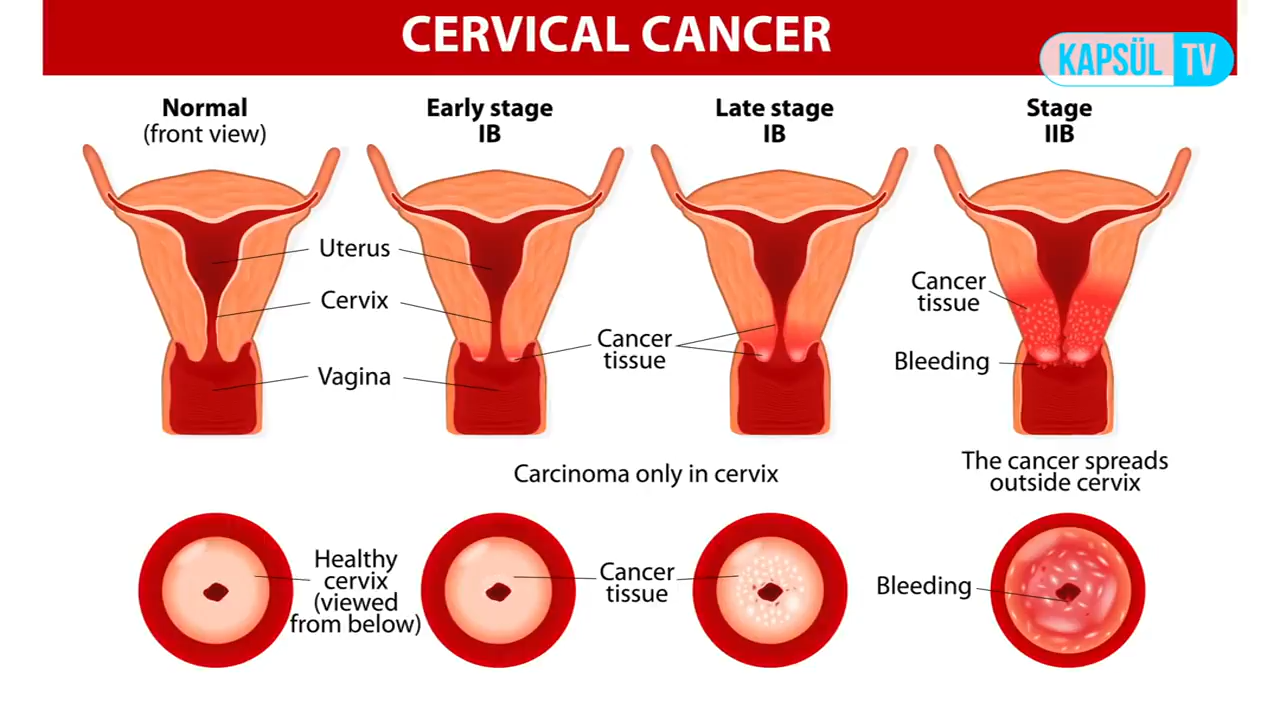 CERVICAL CANCER
KAPSÜL TV
Normal
(front view)
Early stage
IB
Late stage
IB
Stage
IIB
Uterus
Cervix
Vagina
Cancer
tissue
Cancer
tissue
Bleeding
Carcinoma only in cervix
The cancer spreads
outside cervix
Healthy
cervix
(viewed
from below)
Cancer
tissue
Bleeding